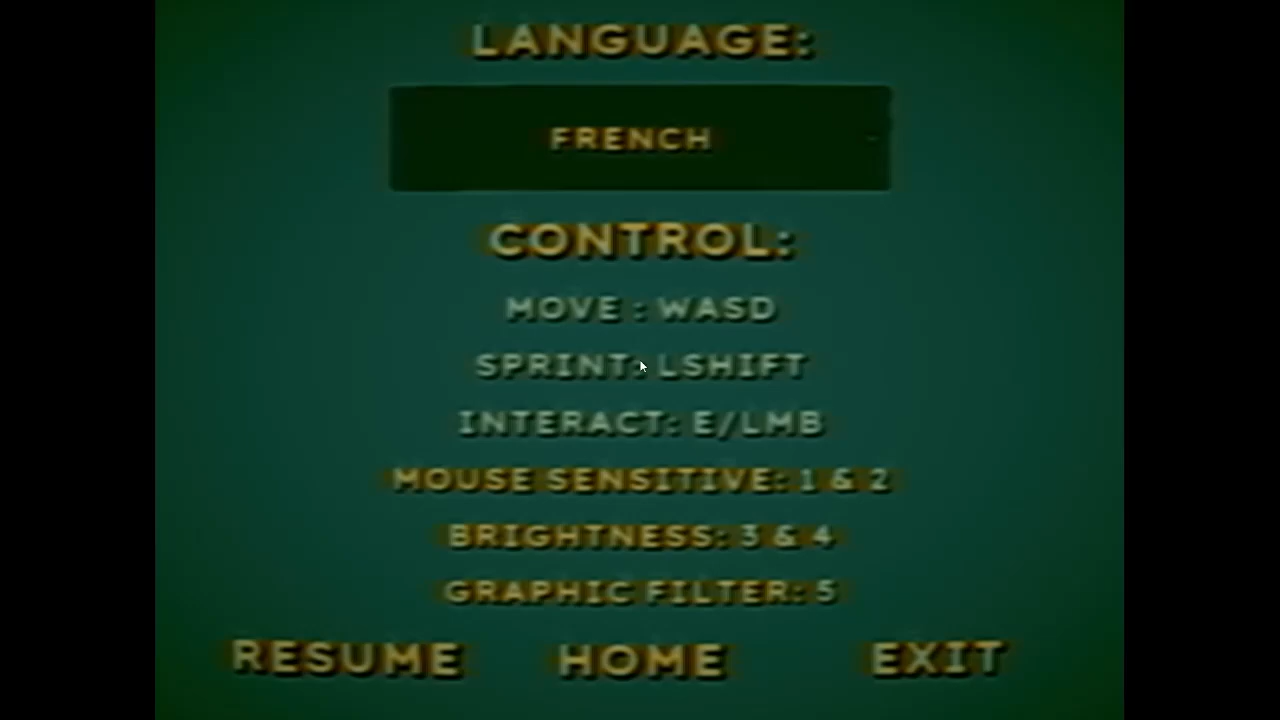 LANGUAGE:
FRENCH
CONTROL:
MOVE : WASD
SPRINT: LSHIFT
INTERACT: E/LMB
MOUSE SENSITIVE: 1 & 2
BRIGHTNESS: 3 & 4
GRAPHIC FILTER: 5
RESUME HOME EXIT